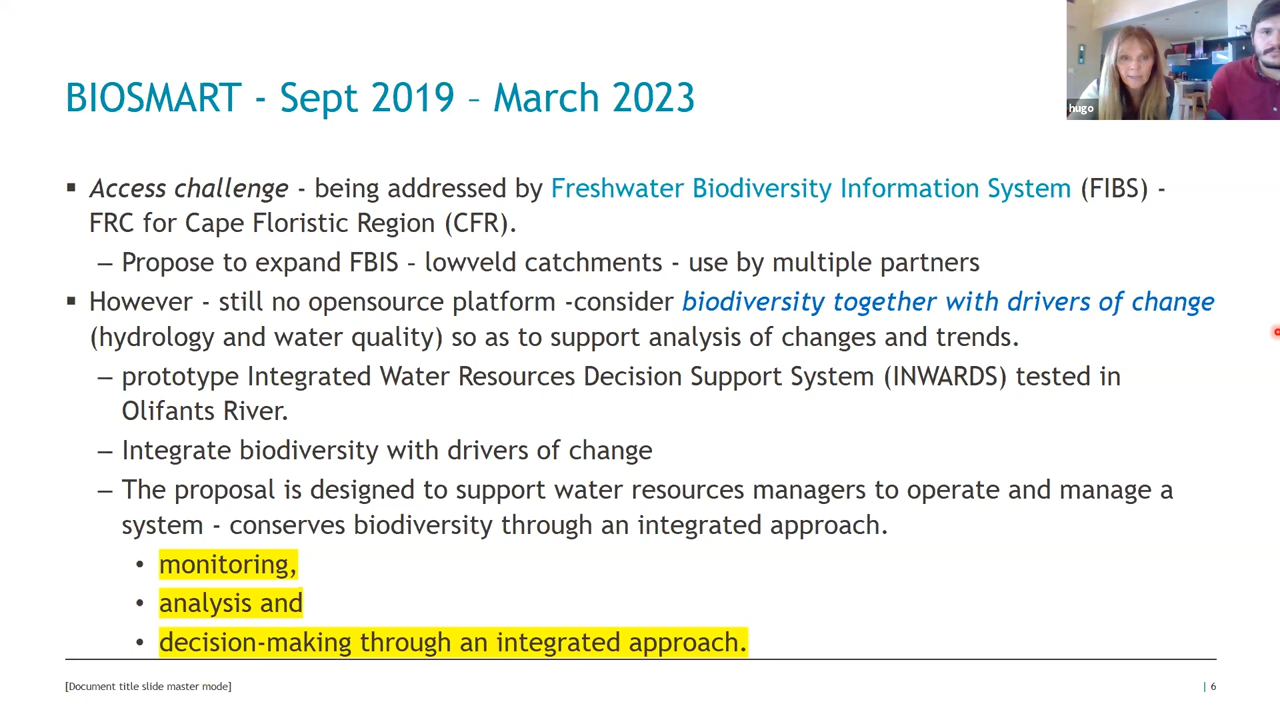 BIOSMART - Sept 2019 – March 2023
hugo
▪ Access challenge - being addressed by Freshwater Biodiversity Information System (FIBS) -
FRC for Cape Floristic Region (CFR).
– Propose to expand FBIS – lowveld catchments - use by multiple partners
▪ However - still no opensource platform -consider biodiversity together with drivers of change
(hydrology and water quality) so as to support analysis of changes and trends.
– prototype Integrated Water Resources Decision Support System (INWARDS) tested in
Olifants River.
– Integrate biodiversity with drivers of change
– The proposal is designed to support water resources managers to operate and manage a
system - conserves biodiversity through an integrated approach.
• monitoring,
• analysis and
• decision-making through an integrated approach.
[Document title slide master mode]
| 6